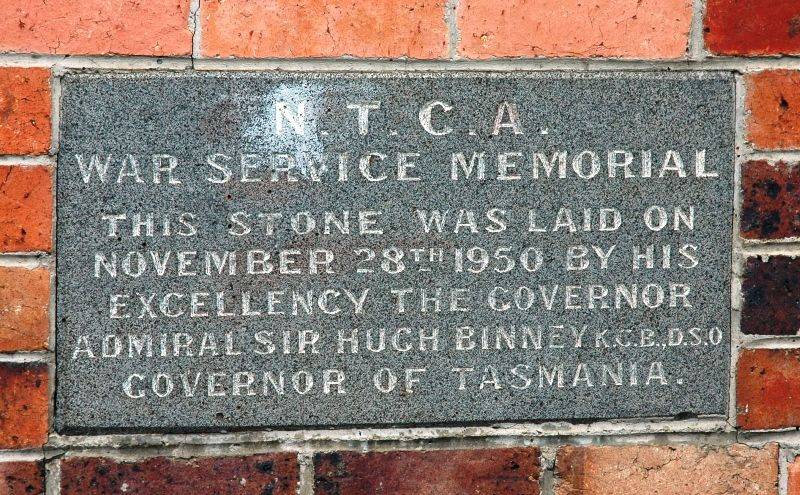 N.T.C.A.
WAR SERVICE MEMORIAL
THIS STONE WAS LAID ON
NOVEMBER 28TH 1950 BY HIS
EXCELLENCY THE GOVERNOR
ADMIRAL SIR HUGH BINNEY K.C.B., D.S.O
GOVERNOR OF TASMANIA.